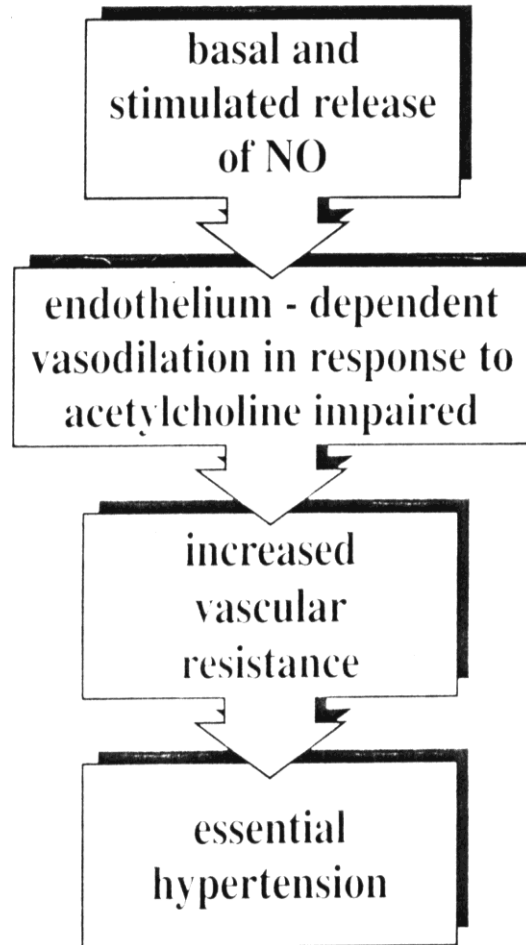 basal and
stimulated release
of NO
endothelium - dependent
vasodilation in response to
acetylcholine impaired
increased
vascular
resistance
essential
hypertension